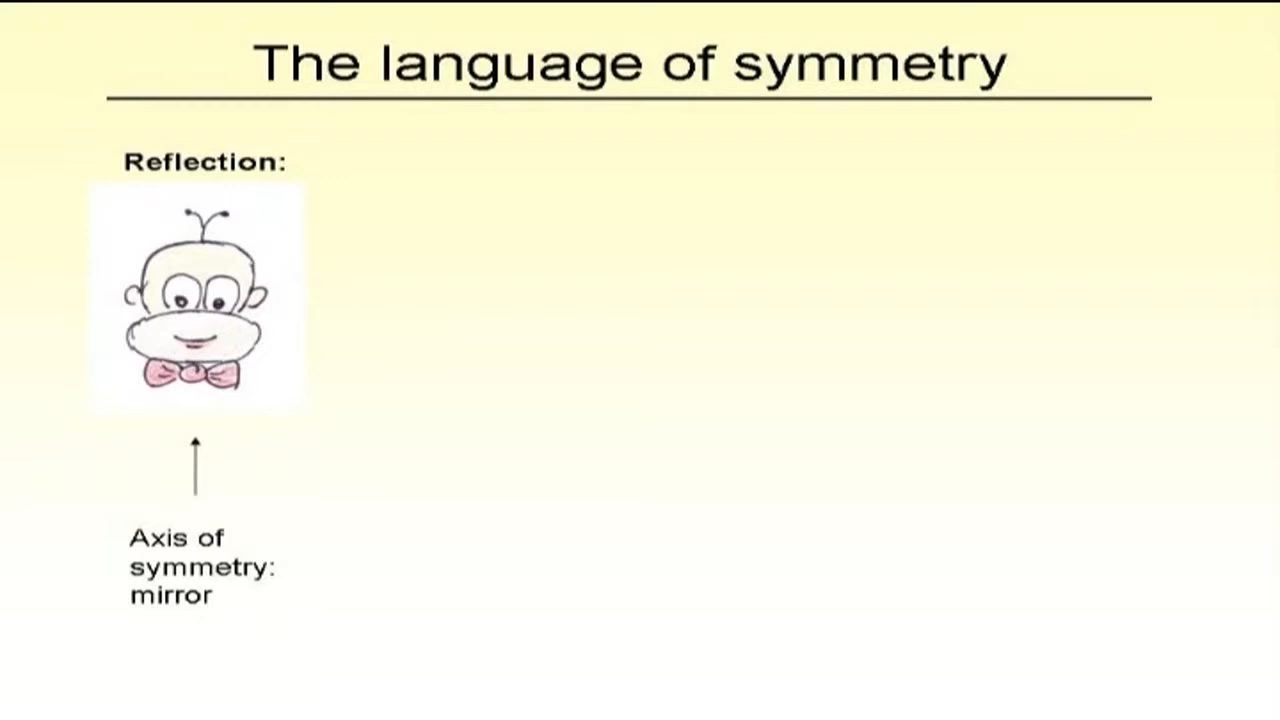 The language of symmetry
Reflection:
Axis of
symmetry:
mirror